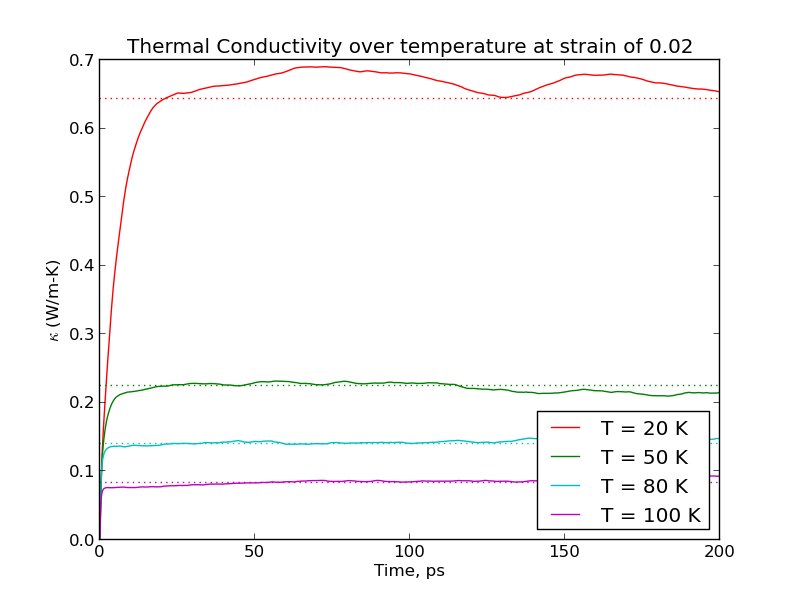 Thermal Conductivity over temperature at strain of 0.02
0.7
0.6
0.5
0.4
0.3
0.2
0.1
0.0
κ (W/m-K)
0
50
100
150
200
Time, ps
T = 20 K
T = 50 K
T = 80 K
T = 100 K